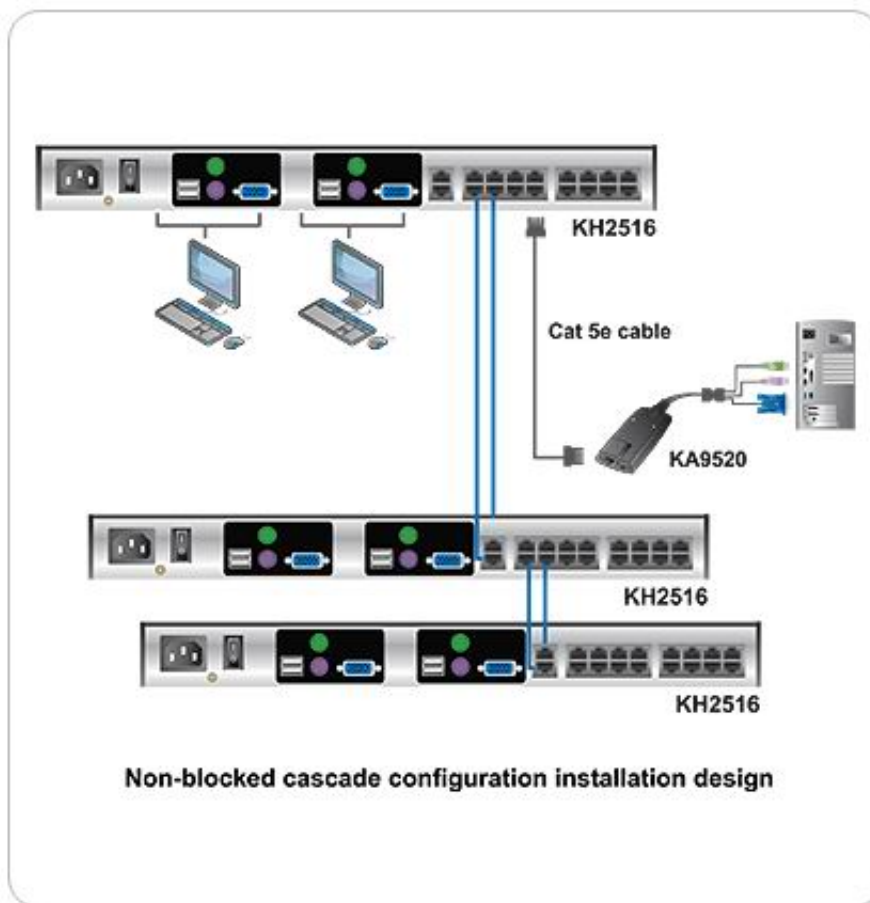 KH2516
Cat 5e cable
KA9520
KH2516
KH2516
Non-blocked cascade configuration installation design